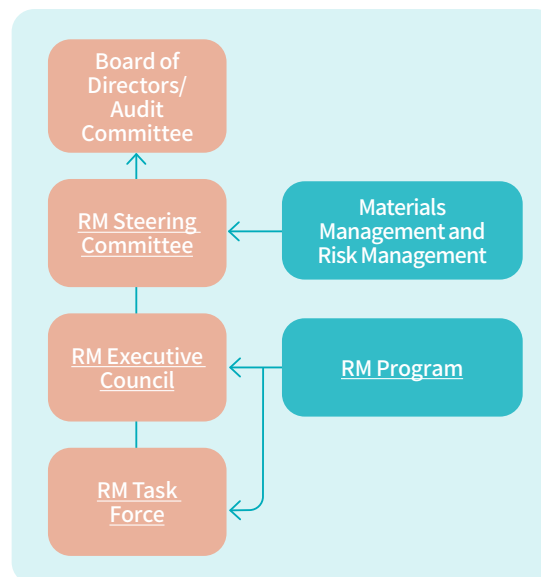 Board of
Directors/
Audit
Committee
RM Steering
Committee
Materials
Management and
Risk Management
RM Executive
Council
RM Program
RM Task
Force